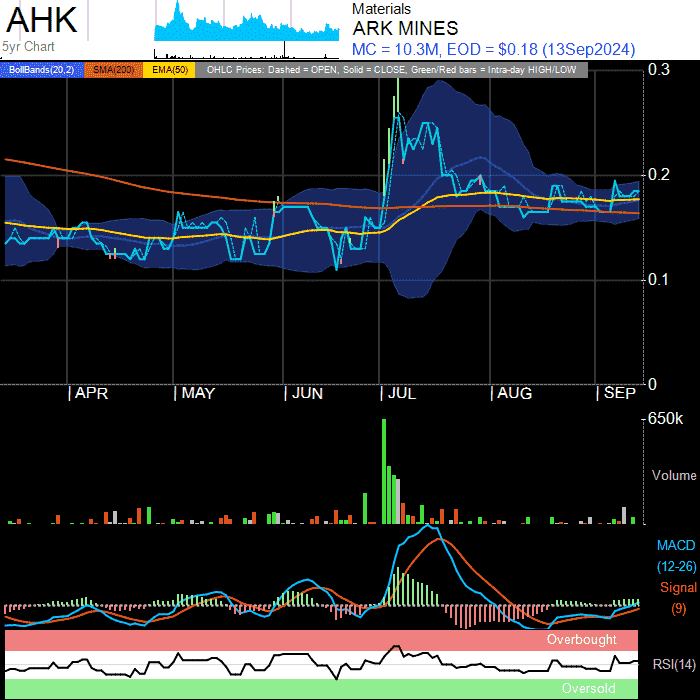 AHK
5yr Chart
Materials
ARK MINES
MC = 10.3M, EOD = $0.18 (13Sep2024)
BollBands(20,2) SMA(200) EMA(50) OHLC Prices: Dashed = OPEN, Solid = CLOSE, Green/Red bars = Intra-day HIGH/LOW
0.3
0.2
0.1
0
| APR | MAY | JUN | JUL | AUG | SEP
650k
Volume
MACD
(12-26)
Signal
(9)
Overbought
RSI(14)
Oversold